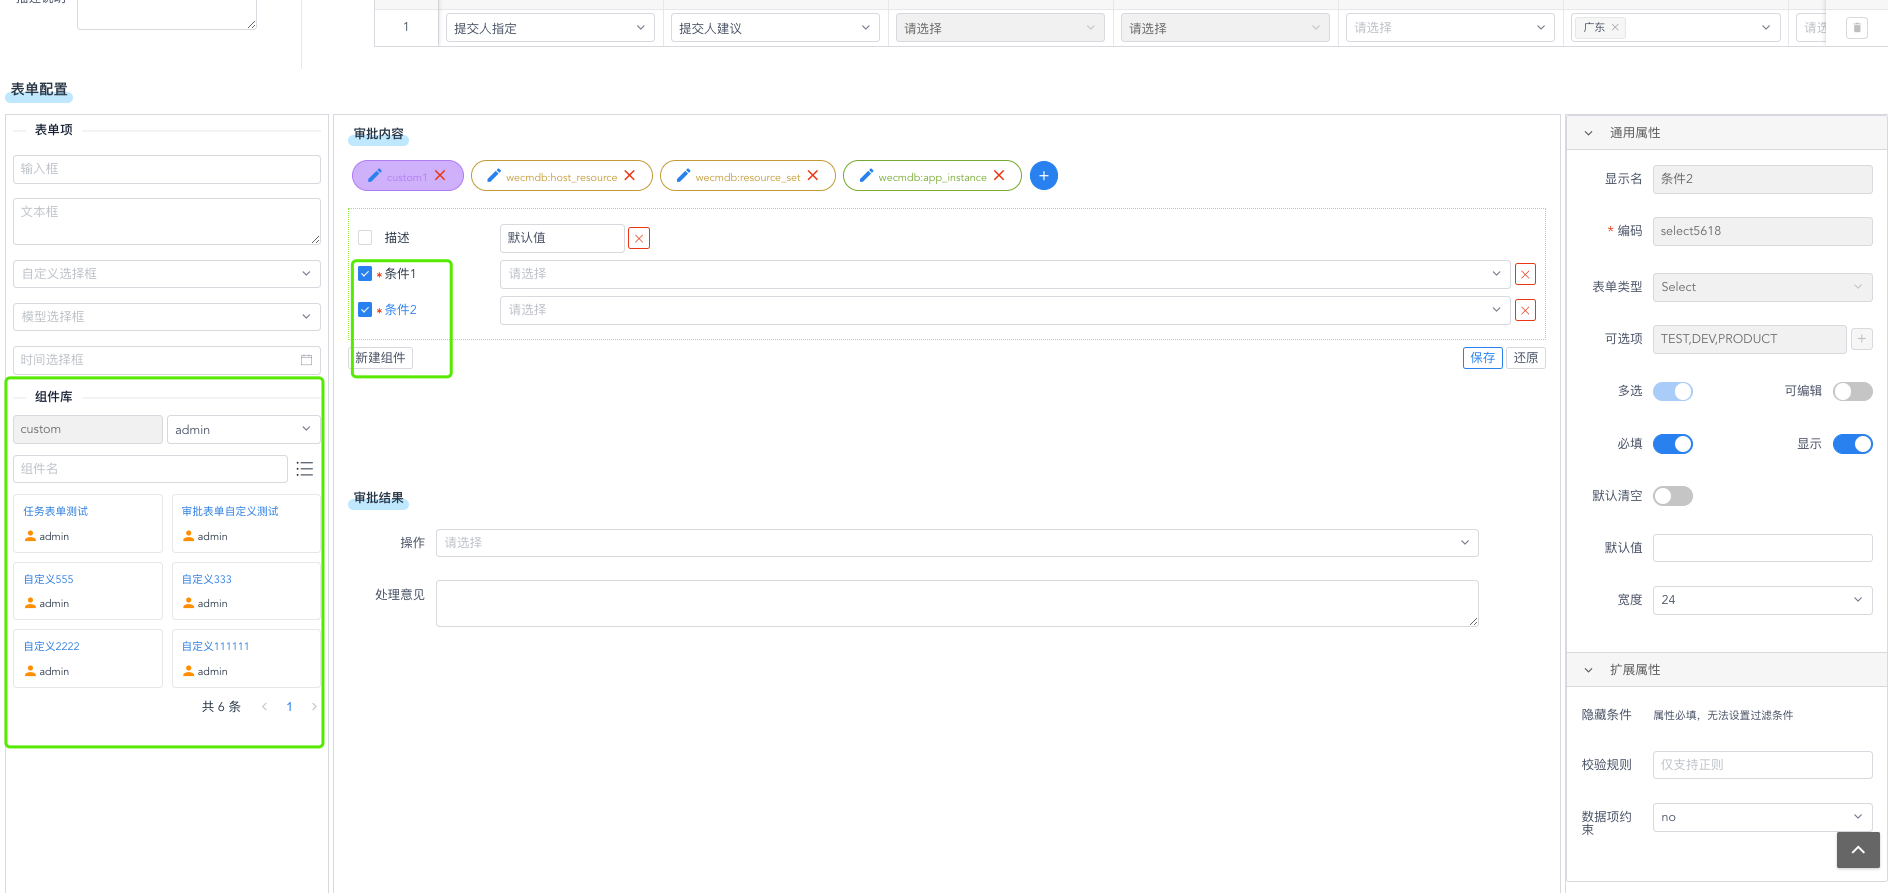 描述说明
1
提交人指定
提交人建议
请选择
请选择
请选择
广东
请选
表单配置
表单项
输入框
文本框
自定义选择框
模型选择框
时间选择框
组件库
custom
admin
组件名
任务表单测试
admin
审批表单自定义测试
admin
自定义555
admin
自定义333
admin
自定义2222
admin
自定义111111
admin
共 6 条
1
审批内容
custom1
wecmdb:host_resource
wecmdb:resource_set
wecmdb:app_instance
描述
默认值
* 条件1
请选择
* 条件2
请选择
新建组件
保存
还原
审批结果
操作
请选择
处理意见
通用属性
显示名
条件2
* 编码
select5618
表单类型
Select
可选项
TEST,DEV,PRODUCT
多选
可编辑
必填
显示
默认清空
默认值
宽度
24
扩展属性
隐藏条件
属性必填，无法设置过滤条件
校验规则
仅支持正则
数据项约
束
no